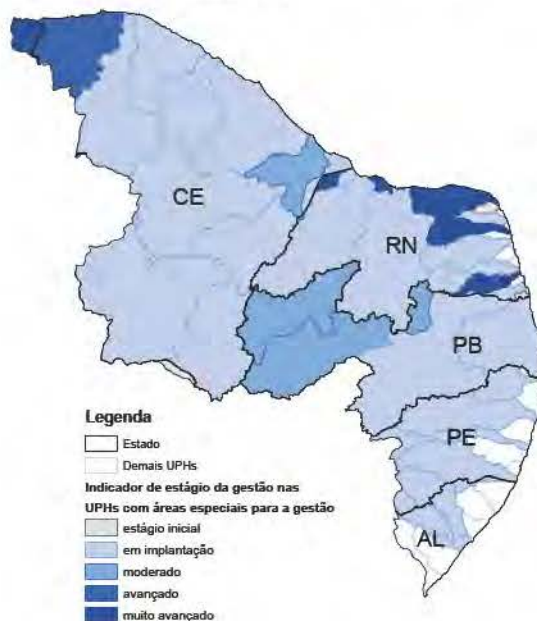 CE
RN
PB
PE
AL
Legenda
Estado
Demais UPHs
Indicador de estágio da gestão nas
UPHs com áreas especiais para a gestão
estágio inicial
em implantação
moderado
avançado
muito avançado